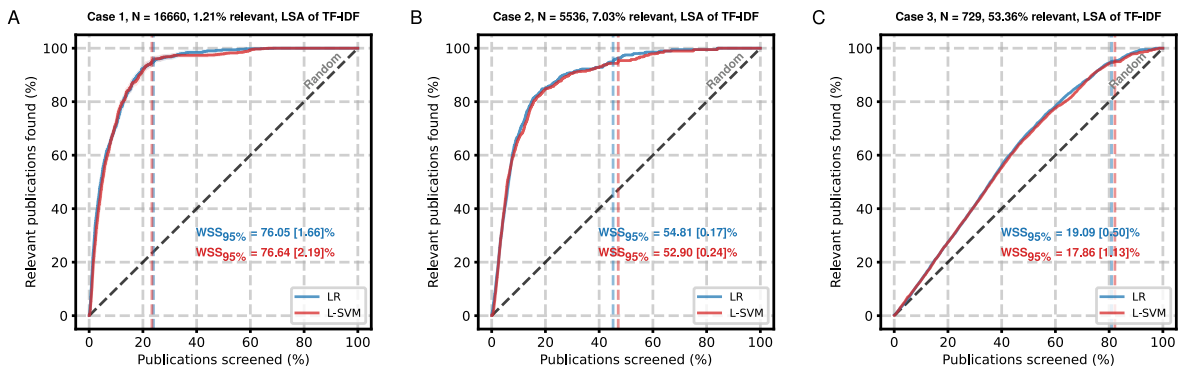 A
Case 1, N = 16660, 1.21% relevant, LSA of TF-IDF
Relevant publications found (%)
100
80
60
40
20
0
Random
WSS95% = 76.05 [1.66]%
WSS95% = 76.64 [2.19]%
LR
L-SVM
0 20 40 60 80 100
Publications screened (%)
B
Case 2, N = 5536, 7.03% relevant, LSA of TF-IDF
Relevant publications found (%)
100
80
60
40
20
0
Random
WSS95% = 54.81 [0.17]%
WSS95% = 52.90 [0.24]%
LR
L-SVM
0 20 40 60 80 100
Publications screened (%)
C
Case 3, N = 729, 53.36% relevant, LSA of TF-IDF
Relevant publications found (%)
100
80
60
40
20
0
Random
WSS95% = 19.09 [0.50]%
WSS95% = 17.86 [1.13]%
LR
L-SVM
0 20 40 60 80 100
Publications screened (%)